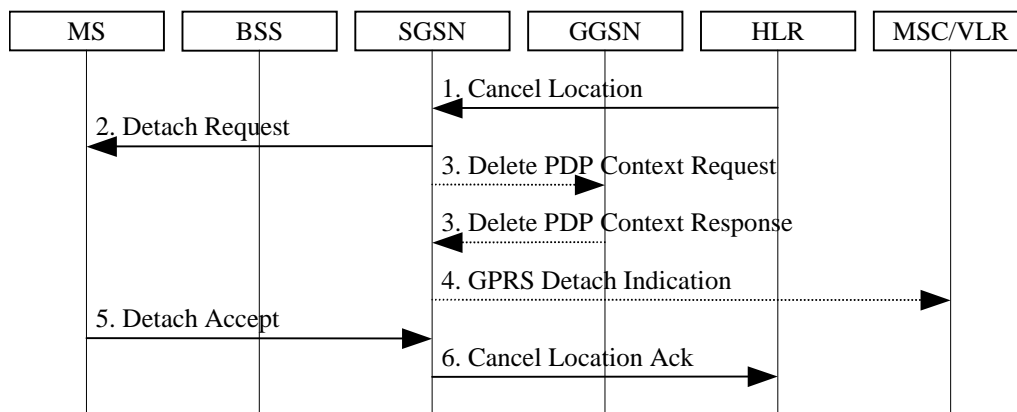 MS BSS SGSN GGSN HLR MSC/VLR
1. Cancel Location
2. Detach Request
3. Delete PDP Context Request
3. Delete PDP Context Response
4. GPRS Detach Indication
5. Detach Accept
6. Cancel Location Ack